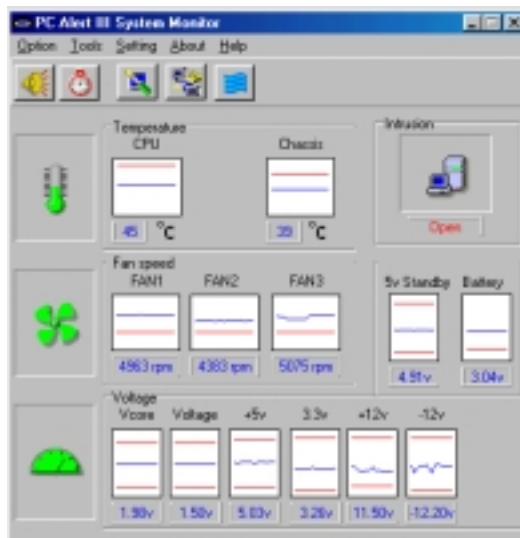 PC Alert III System Monitor
Option Tools Setting About Help
Temperature
CPU Chassis
45 °C 39 °C
Intrusion
Open
Fan speed
FAN1 FAN2 FAN3
4963 rpm 4383 rpm 5075 rpm
5v Standby Battery
4.91v 3.04v
Voltage
Vcore Voltage +5v 3.3v +12v -12v
1.98v 1.50v 5.03v 3.26v 11.50v -12.20v